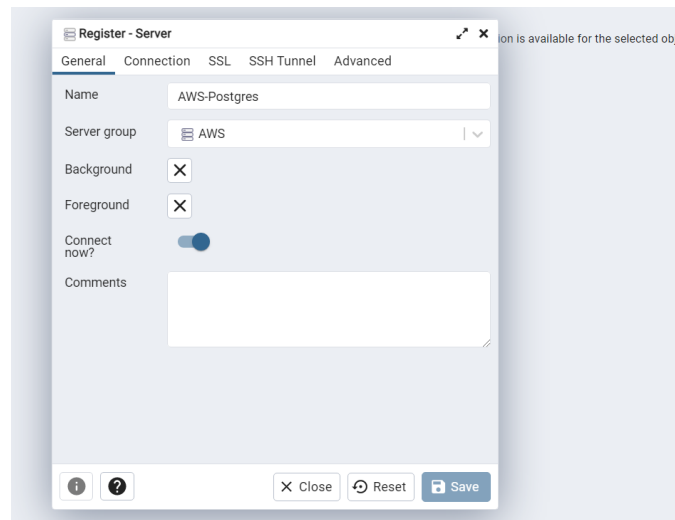 Register - Server
ion is available for the selected ob
General Connection SSL SSH Tunnel Advanced
Name AWS-Postgres
Server group AWS
Background
Foreground
Connect
now?
Comments
Close Reset Save